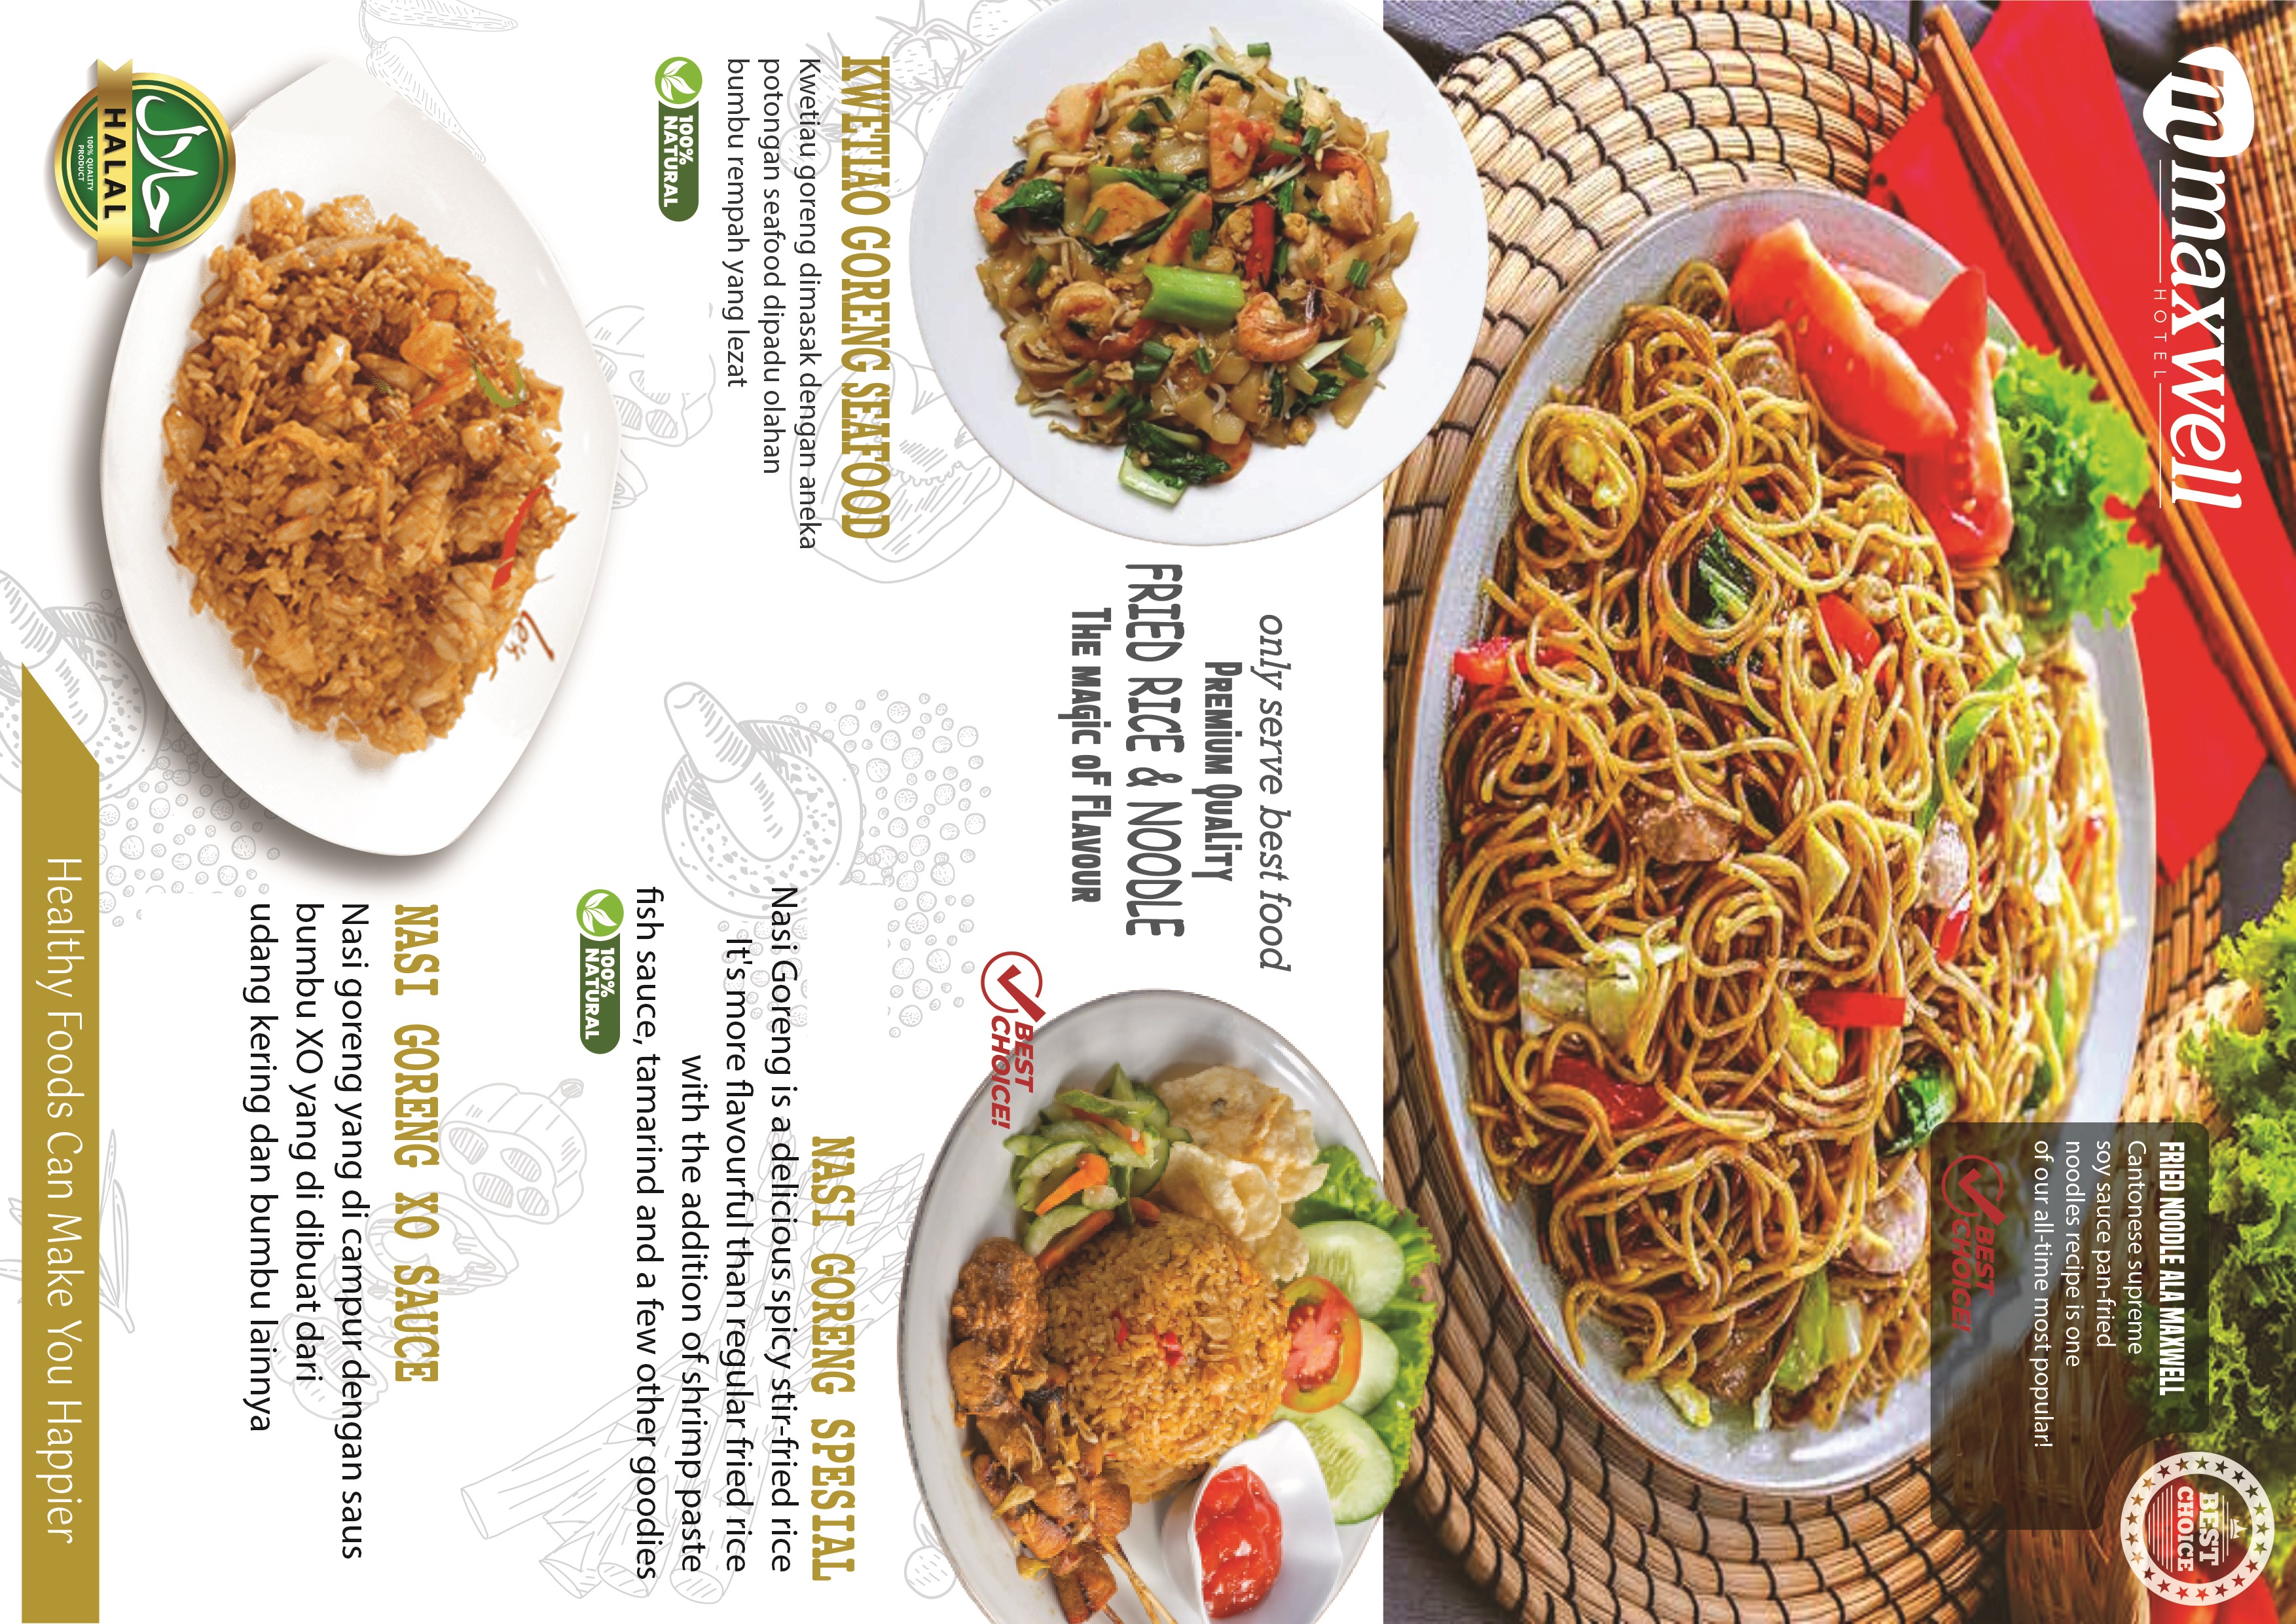 maxwell
HOTEL
BEST
CHOICE
FRIED NOODLE ALA MAXWELL
Cantonese supreme
soy sauce pan-fried
noodles recipe is one
of our all-time most popular!
BEST
CHOICE!
only serve best food
PREMIUM QUALITY
FRIED RICE & NOODLE
THE MAGIC OF FLAVOUR
BEST
CHOICE!
KWETIAO GORENG SEAFOOD
Kwetiau goreng dimasak dengan aneka
potongan seafood dipadu olahan
bumbu rempah yang lezat
100%
NATURAL
NASI GORENG SPESIAL
Nasi Goreng is a delicious spicy stir-fried rice
It's more flavourful than regular fried rice
with the addition of shrimp paste
fish sauce, tamarind and a few other goodies
100%
NATURAL
NASI GORENG XO SAUCE
Nasi goreng yang di campur dengan saus
bumbu XO yang di dibuat dari
udang kering dan bumbu lainnya
حلال
HALAL
100% QUALITY
PRODUCT
Healthy Foods Can Make You Happier